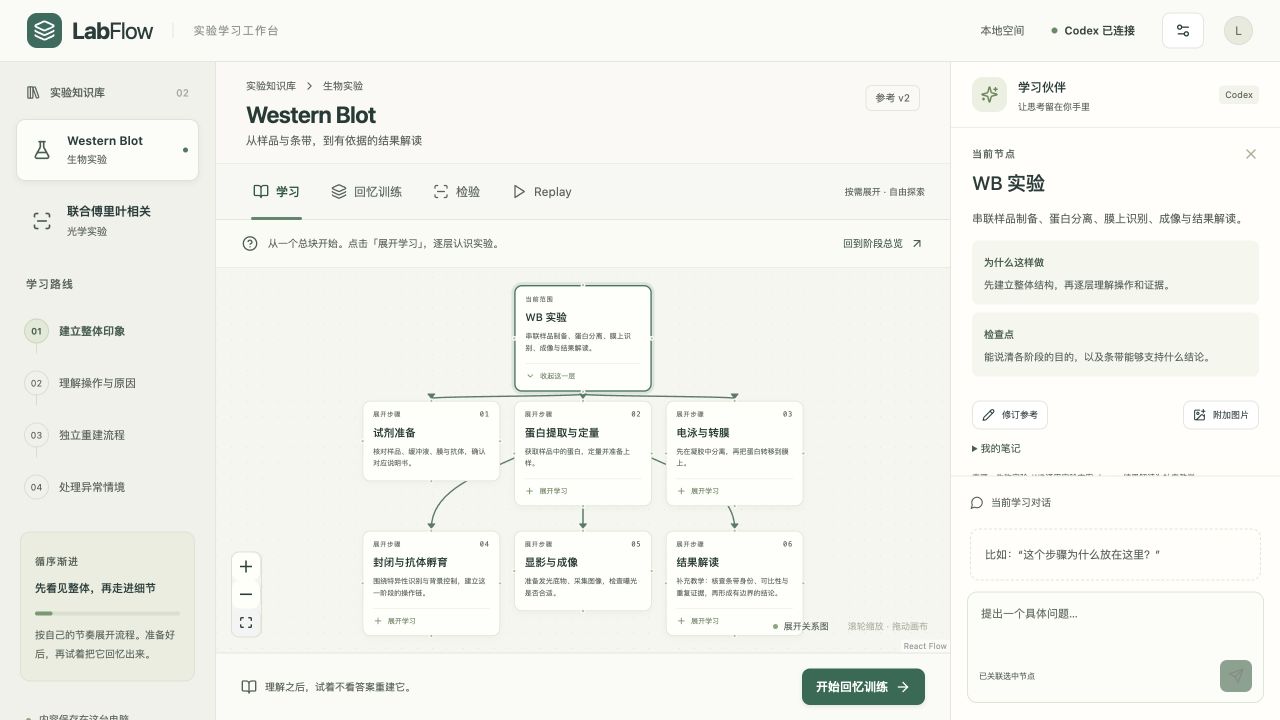 LabFlow
实验学习工作台
本地空间
Codex 已连接
L
实验知识库
02
Western Blot
生物实验
联合傅里叶相关
光学实验
学习路线
01
建立整体印象
02
理解操作与原因
03
独立重建流程
04
处理异常情境
循序渐进
先看见整体，再走进细节
按自己的节奏展开流程。准备好
后，再试着把它回忆出来。
实验知识库
生物实验
Western Blot
从样品与条带，到有依据的结果解读
参考 v2
学习
回忆训练
检验
Replay
按需展开 · 自由探索
从一个总块开始。点击「展开学习」，逐层认识实验。
回到阶段总览
当前范围
WB 实验
串联样品制备、蛋白分离、膜上识
别、成像与结果解读。
收起这一层
展开步骤
01
试剂准备
核对样品、缓冲液、膜与抗体，确认
对应说明书。
展开步骤
02
蛋白提取与定量
获取样品中的蛋白，定量并准备上
样。
展开学习
展开步骤
03
电泳与转膜
先在凝胶中分离，再把蛋白转移到膜
上。
展开学习
展开步骤
04
封闭与抗体孵育
围绕特异性识别与背景控制，建立这
一阶段的操作链。
展开学习
展开步骤
05
显影与成像
准备发光底物、采集图像，检查曝光
是否合适。
展开步骤
06
结果解读
补充教学：核查条带身份、可比性与
重复证据，再形成有边界的结论。
展开学习
展开关系图
滚轮缩放 · 拖动画布
React Flow
理解之后，试着不看答案重建它。
开始回忆训练
学习伙伴
让思考留在你手里
Codex
当前节点
WB 实验
串联样品制备、蛋白分离、膜上识别、成像与结果解读。
为什么这样做
先建立整体结构，再逐层理解操作和证据。
检查点
能说清各阶段的目的，以及条带能够支持什么结论。
修订参考
附加图片
我的笔记
当前学习对话
比如：“这个步骤为什么放在这里？”
提出一个具体问题...
已关联选中节点